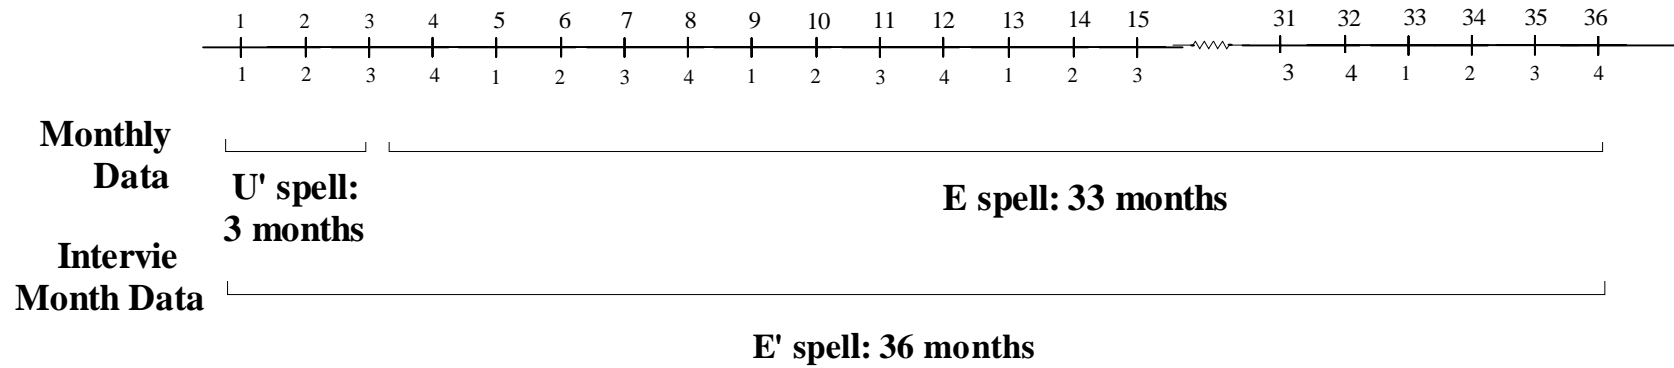 1 2 3 4 5 6 7 8 9 10 11 12 13 14 15 31 32 33 34 35 36
1 2 3 4 1 2 3 4 1 2 3 4 1 2 3 3 4 1 2 3 4
Monthly
Data
U' spell:
3 months
E spell: 33 months
Intervie
Month Data
E' spell: 36 months